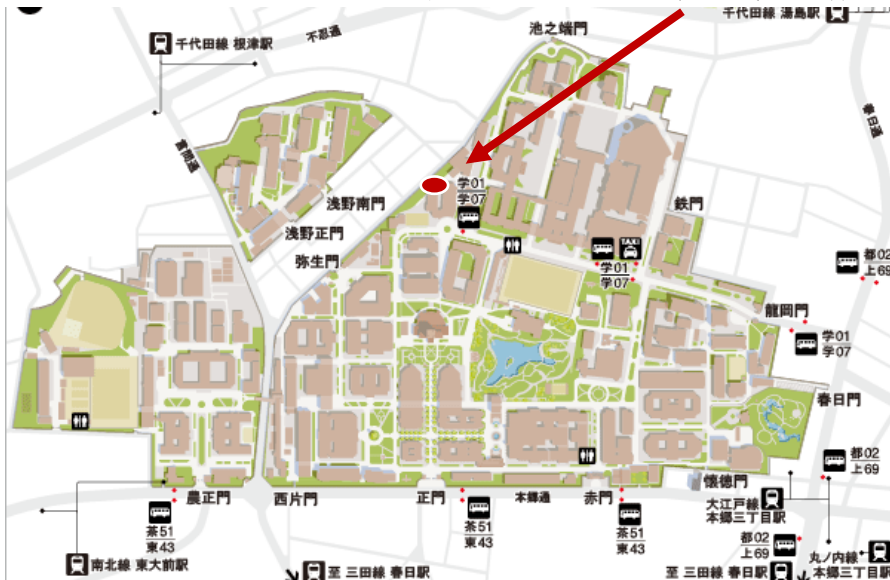 池之端門
千代田線 湯島駅
千代田線 根津駅
不忍通
春日通
言問通
浅野南門
浅野正門
弥生門
学01
学07
鉄門
TAXI
学01
学07
都02
上69
龍岡門
学01
学07
春日門
都02
上69
懐徳門
農正門
西片門
正門
本郷通
赤門
大江戸線
本郷三丁目駅
茶51
東43
茶51
東43
茶51
東43
都02
上69
丸ノ内線
本郷三丁目駅
南北線 東大前駅
至 三田線 春日駅
至 三田線 春日駅